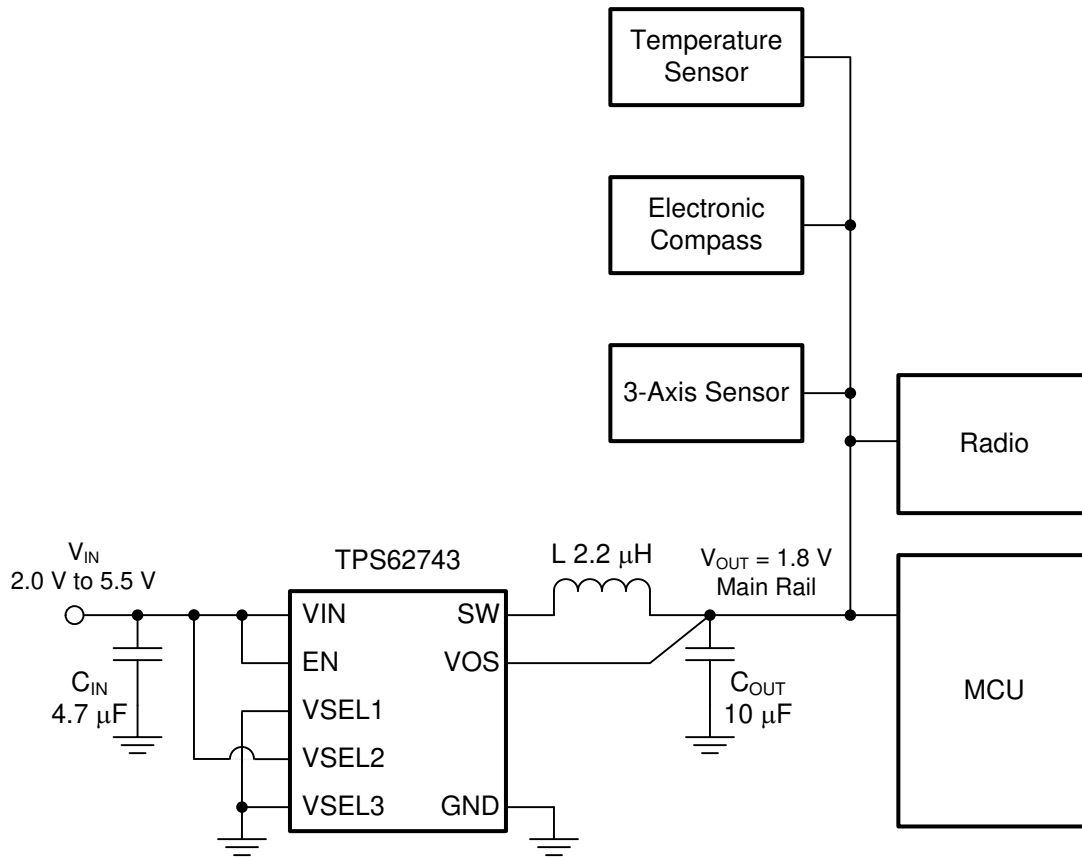 Temperature
Sensor
Electronic
Compass
3-Axis Sensor
Radio
V_IN
2.0 V to 5.5 V
TPS62743
L 2.2 μH
V_OUT = 1.8 V
Main Rail
VIN
SW
EN
VOS
C_IN
4.7 μF
VSEL1
C_OUT
10 μF
MCU
VSEL2
VSEL3
GND